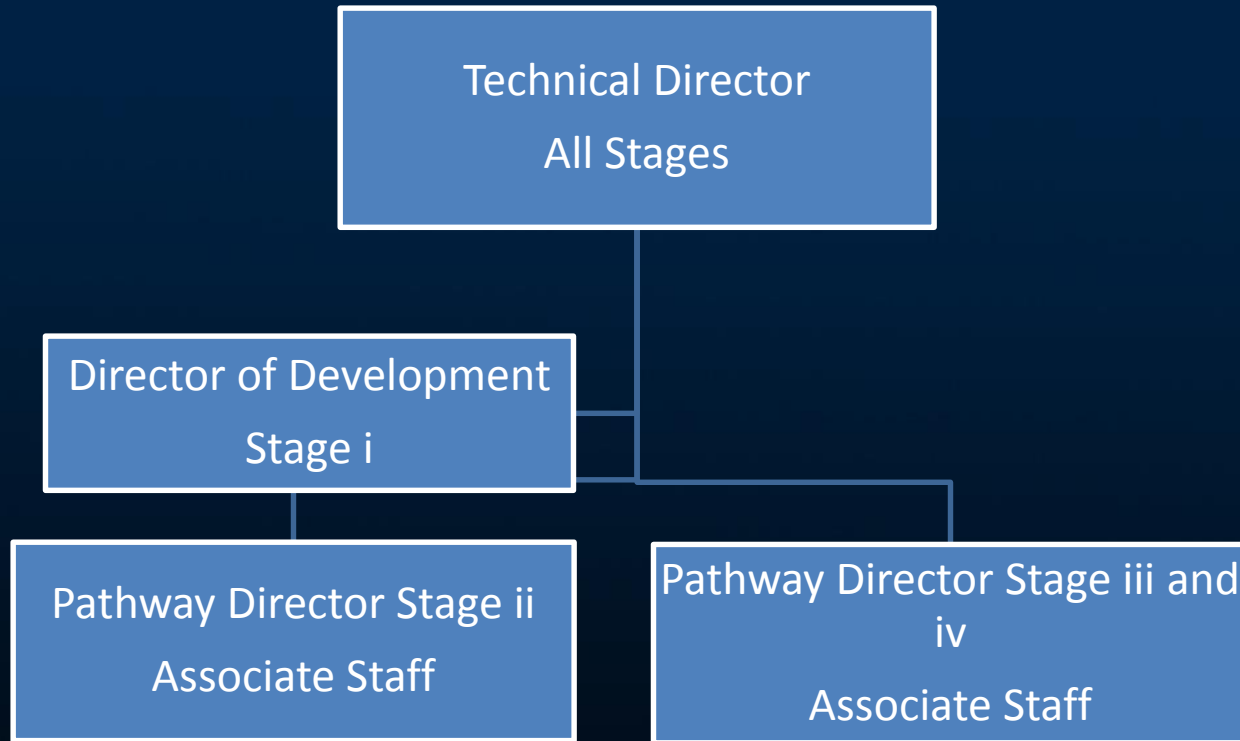 Technical Director
All Stages
Director of Development
Stage i
Pathway Director Stage ii
Associate Staff
Pathway Director Stage iii and
iv
Associate Staff